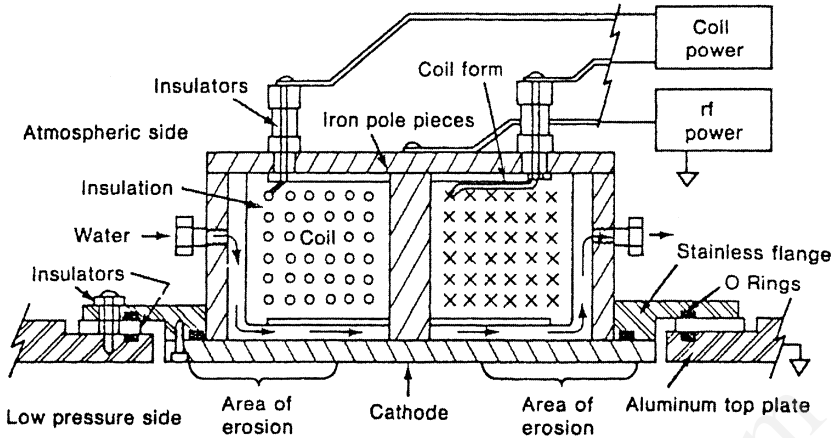 Coil
power
Insulators
Coil form
Iron pole pieces
rf
power
Atmospheric side
Insulation
Coil
Water
Stainless flange
Insulators
O Rings
Low pressure side
Area of
erosion
Cathode
Area of
erosion
Aluminum top plate